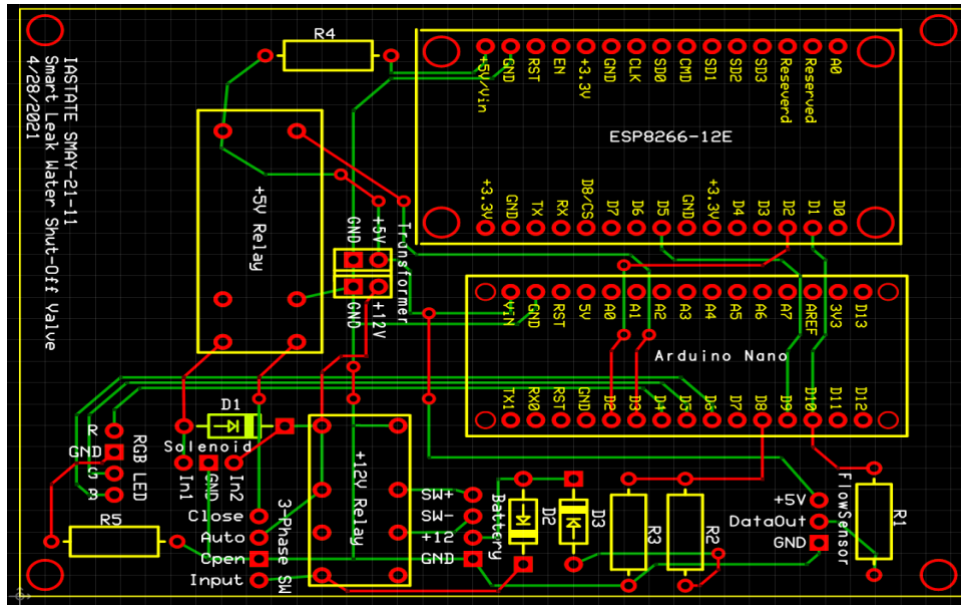 IASTATE SMAY-21-11
Smart Leak Water Shut-Off Valve
4/28/2021
R4
+5V/Vin
GND
RST
EN
+3.3V
GND
CLK
SD0
CMD
SD1
SD2
SD3
Reseverd
Reserved
A0
ESP8266-12E
+3.3V
GND
TX
RX
D8/CS
D7
D6
D5
GND
+3.3V
D4
D3
D2
D1
D0
+5V Relay
GND
+5V
Transformer
GND
+12V
VIN
GND
RST
5V
A0
A1
A2
A3
A4
A5
A6
A7
AREF
3V3
D13
Arduino Nano
TX1
RX0
RST
GND
D2
D3
D4
D5
D6
D7
D8
D9
D10
D11
D12
D1
Solenoid
In1
GND
In2
R
GND
G
B
RGB LED
R5
3-Phase SW
Close
Auto
Open
Input
+12V Relay
SW+
SW-
+12
GND
Battery
D2
D3
R3
R2
+5V
DataOut
GND
FlowSensor
R1